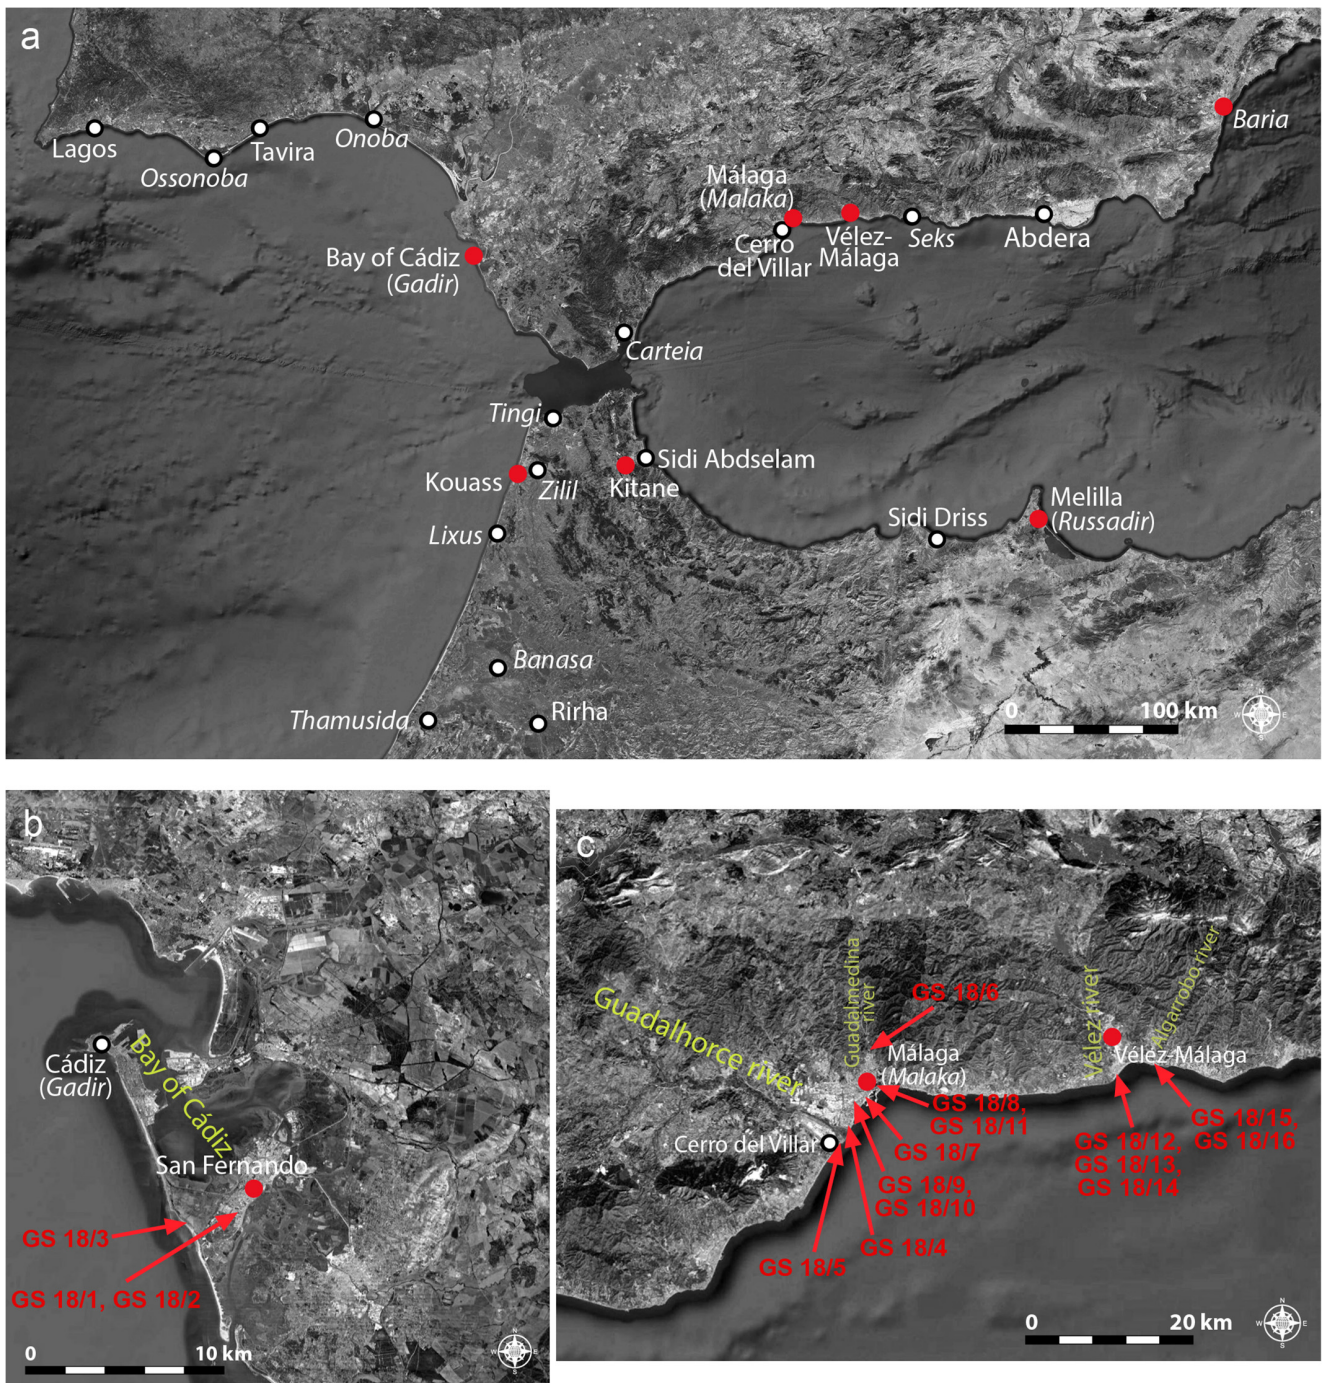 a
Lagos
Ossonoba
Tavira
Onoba
Baria
Málaga
(Malaka)
Cerro
del Villar
Vélez-
Málaga
Seks
Abdera
Bay of Cádiz
(Gadir)
Carteia
Tingi
Kouass
Zilil
Kitane
Sidi Abdselam
Lixus
Sidi Driss
Melilla
(Russadir)
Banasa
Thamusida
Rirha
0 100 km
N
W E
S
b
Cádiz
(Gadir)
Bay of Cádiz
San Fernando
GS 18/3
GS 18/1, GS 18/2
0 10 km
N
W E
S
c
Guadalhorce river
Guadalmedina
river
GS 18/6
Málaga
(Malaka)
Vélez river
Algarrobo river
Vélez-Málaga
GS 18/8,
GS 18/11
GS 18/7
Cerro del Villar
GS 18/9,
GS 18/10
GS 18/4
GS 18/5
GS 18/12,
GS 18/13,
GS 18/14
GS 18/15,
GS 18/16
0 20 km
N
W E
S